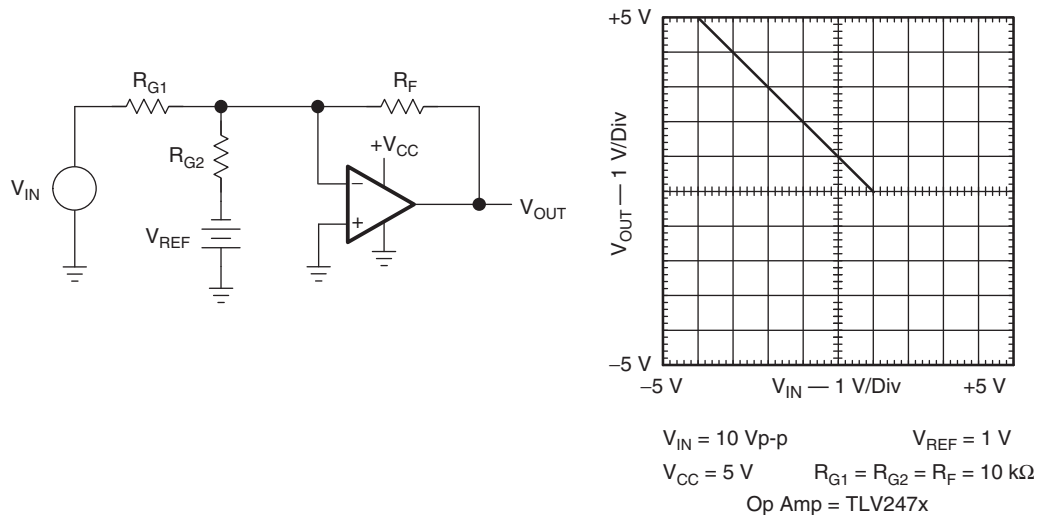 R_G1
R_F
R_G2
+V_CC
V_IN
−
+
V_OUT
V_REF
+5 V
V_OUT — 1 V/Div
−5 V
−5 V
V_IN — 1 V/Div
+5 V
V_IN = 10 Vp-p
V_REF = 1 V
V_CC = 5 V
R_G1 = R_G2 = R_F = 10 kΩ
Op Amp = TLV247x